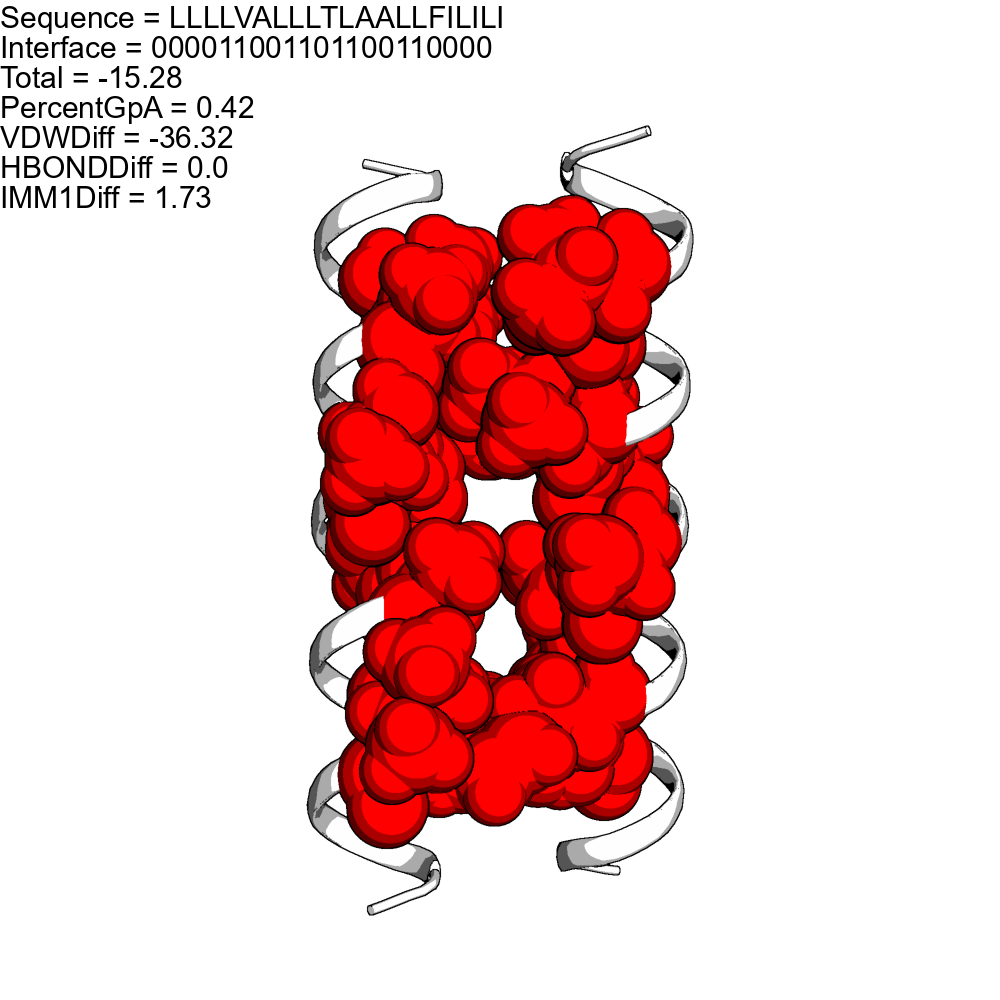 Sequence = LLLLVALLLTLAALLFILILI
Interface = 000011001101100110000
Total = -15.28
PercentGpA = 0.42
VDWDiff = -36.32
HBONDDiff = 0.0
IMM1Diff = 1.73